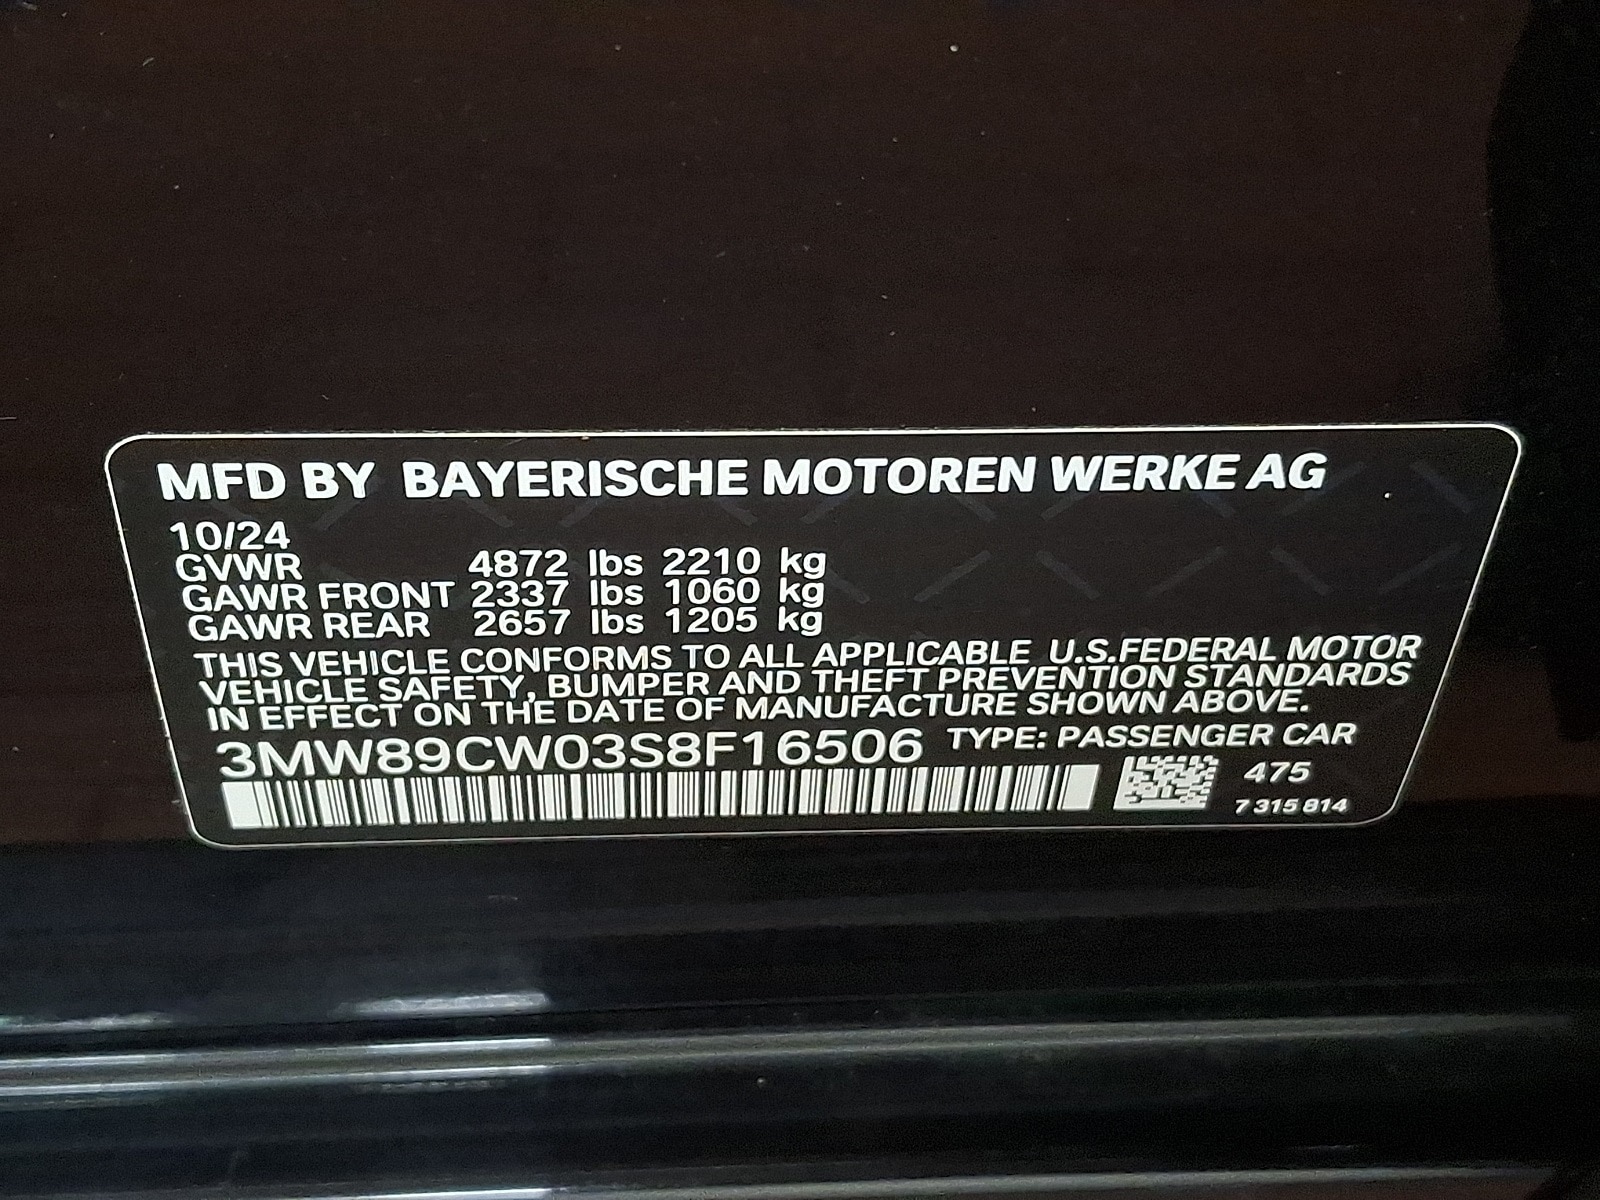 MFD BY BAYERISCHE MOTOREN WERKE AG
10/24
GVWR 4872 lbs 2210 kg
GAWR FRONT 2337 lbs 1060 kg
GAWR REAR 2657 lbs 1205 kg
THIS VEHICLE CONFORMS TO ALL APPLICABLE U.S.FEDERAL MOTOR
VEHICLE SAFETY, BUMPER AND THEFT PREVENTION STANDARDS
IN EFFECT ON THE DATE OF MANUFACTURE SHOWN ABOVE.
3MW89CW03S8F16506 TYPE: PASSENGER CAR
475
7 315 814